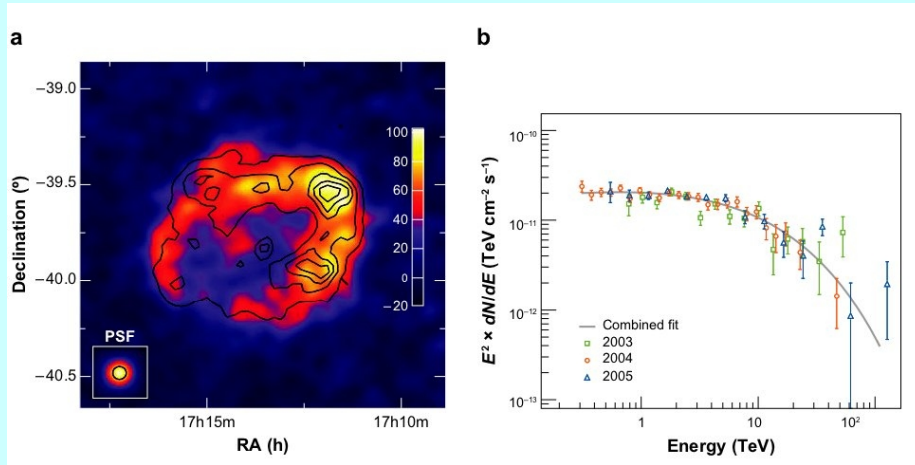 a
−39.0
−39.5
−40.0
−40.5
Declination (°)
100
80
60
40
20
0
−20
PSF
17h15m
17h10m
RA (h)
b
10⁻¹⁰
10⁻¹¹
10⁻¹²
10⁻¹³
E² × dN/dE (TeV cm⁻² s⁻¹)
Combined fit
2003
2004
2005
1
10
10²
Energy (TeV)